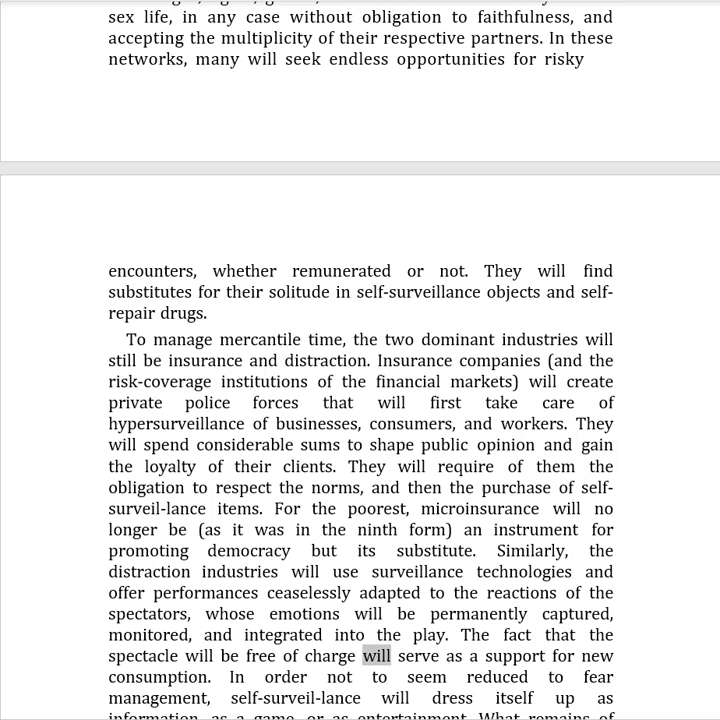 sex life, in any case without obligation to faithfulness, and
accepting the multiplicity of their respective partners. In these
networks, many will seek endless opportunities for risky
encounters, whether remunerated or not. They will find
substitutes for their solitude in self-surveillance objects and self-
repair drugs.
To manage mercantile time, the two dominant industries will
still be insurance and distraction. Insurance companies (and the
risk-coverage institutions of the financial markets) will create
private police forces that will first take care of
hypersurveillance of businesses, consumers, and workers. They
will spend considerable sums to shape public opinion and gain
the loyalty of their clients. They will require of them the
obligation to respect the norms, and then the purchase of self-
surveil-lance items. For the poorest, microinsurance will no
longer be (as it was in the ninth form) an instrument for
promoting democracy but its substitute. Similarly, the
distraction industries will use surveillance technologies and
offer performances ceaselessly adapted to the reactions of the
spectators, whose emotions will be permanently captured,
monitored, and integrated into the play. The fact that the
spectacle will be free of charge will serve as a support for new
consumption. In order not to seem reduced to fear
management, self-surveil-lance will dress itself up as
information, as a game, or as entertainment. What remains of